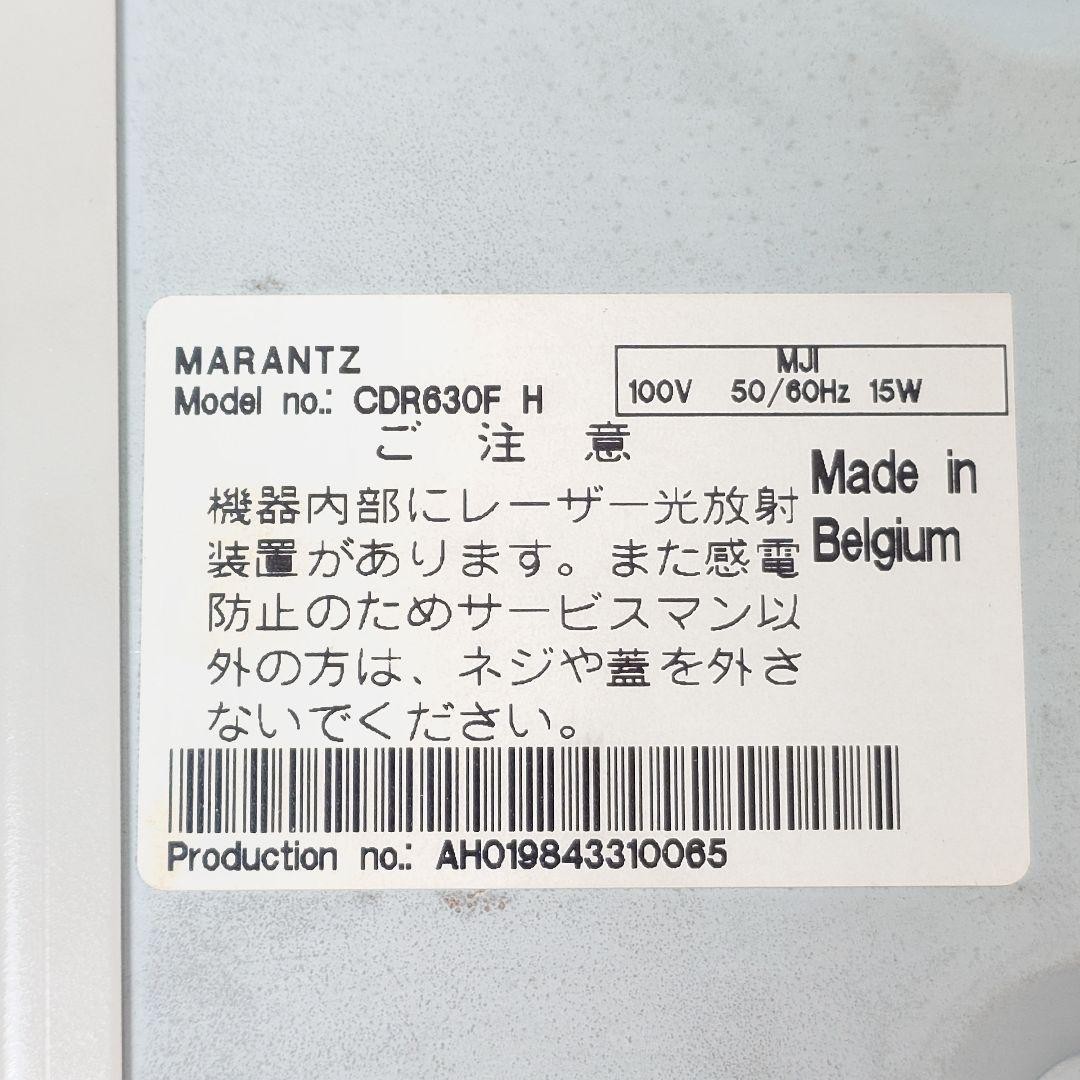 MARANTZ
Model no.: CDR630F H
MJI
100V 50/60Hz 15W
ご 注 意
機器内部にレーザー光放射
装置があります。また感電
防止のためサービスマン以
外の方は、ネジや蓋を外さ
ないでください。
Made in
Belgium
Production no.: AH019843310065